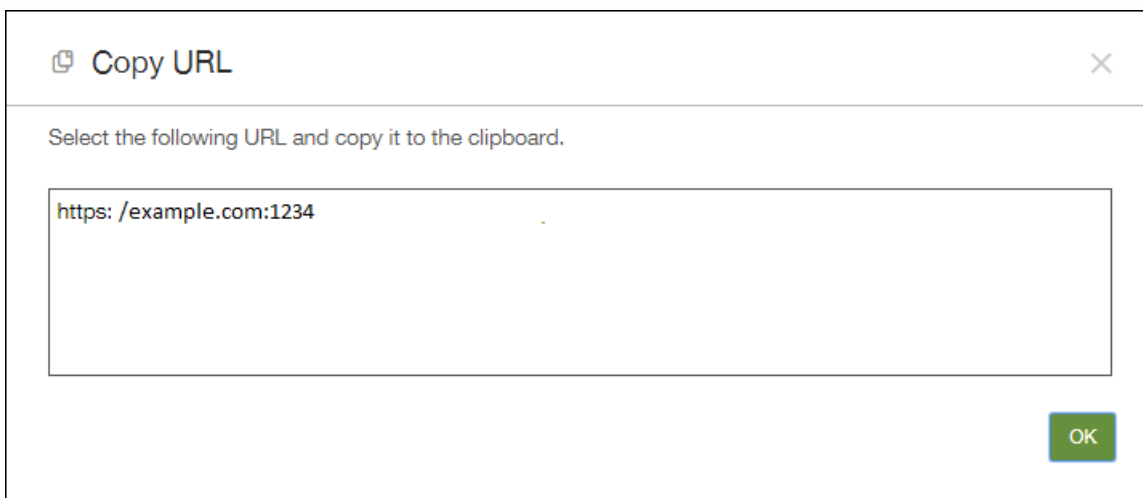 Copy URL
Select the following URL and copy it to the clipboard.
https: /example.com:1234
OK